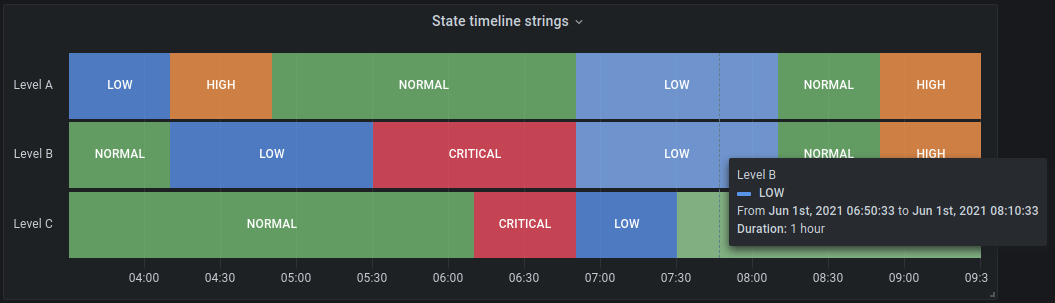 State timeline strings
Level A LOW HIGH NORMAL LOW NORMAL HIGH
Level B NORMAL LOW CRITICAL LOW NORMAL HIGH
Level C NORMAL CRITICAL LOW
Level B
LOW
From Jun 1st, 2021 06:50:33 to Jun 1st, 2021 08:10:33
Duration: 1 hour
04:00 04:30 05:00 05:30 06:00 06:30 07:00 07:30 08:00 08:30 09:00 09:3